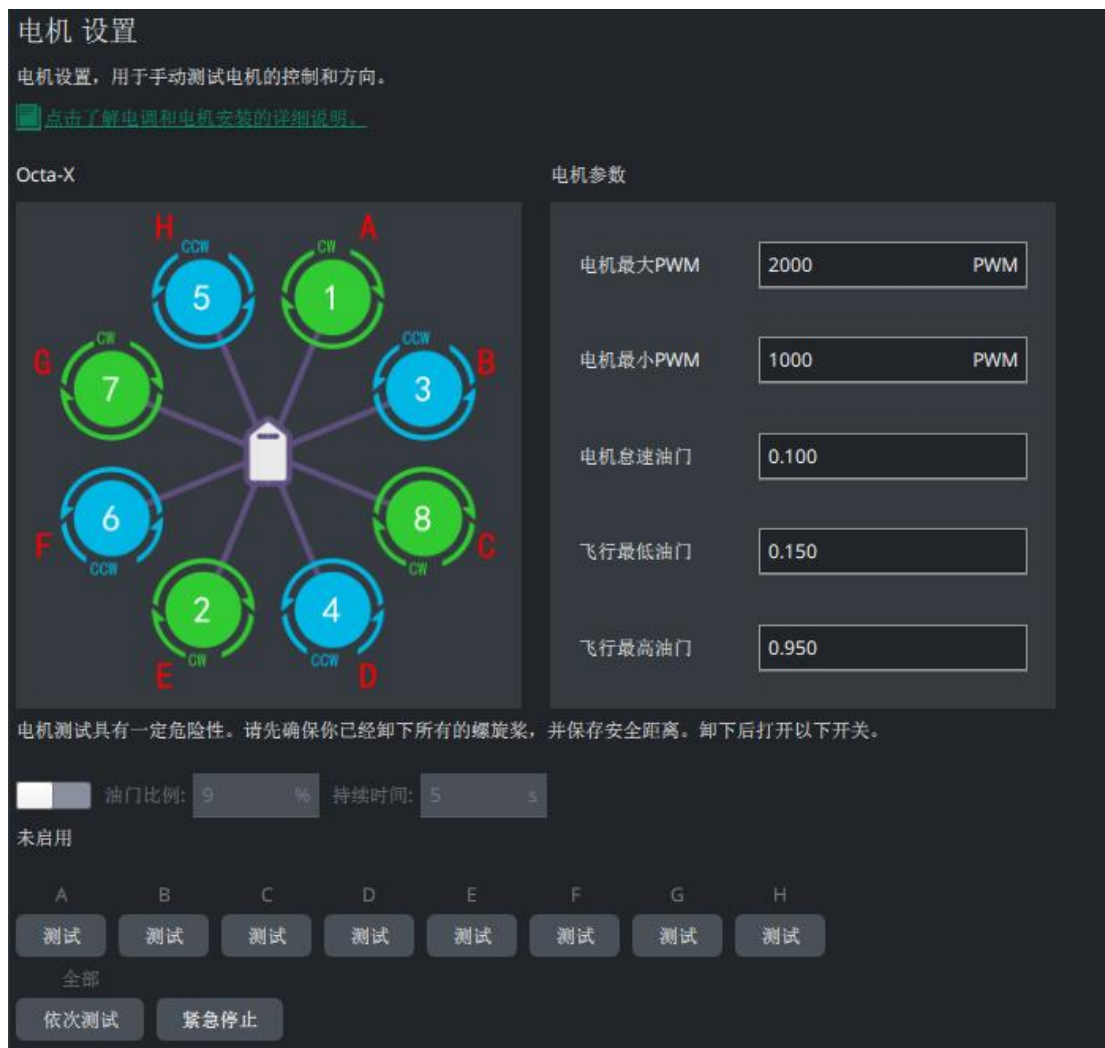 电机 设置
电机设置，用于手动测试电机的控制和方向。
点击了解电调和电机安装的详细说明。
Octa-X
电机参数
H
A
CCW
CW
5
1
CW
CCW
G
B
7
3
6
8
F
C
CCW
CW
2
4
CW
CCW
E
D
电机最大PWM 2000 PWM
电机最小PWM 1000 PWM
电机怠速油门 0.100
飞行最低油门 0.150
飞行最高油门 0.950
电机测试具有一定危险性。请先确保你已经卸下所有的螺旋桨，并保存安全距离。卸下后打开以下开关。
油门比例: 9 % 持续时间: 5 s
未启用
A B C D E F G H
测试 测试 测试 测试 测试 测试 测试 测试
全部
依次测试 紧急停止